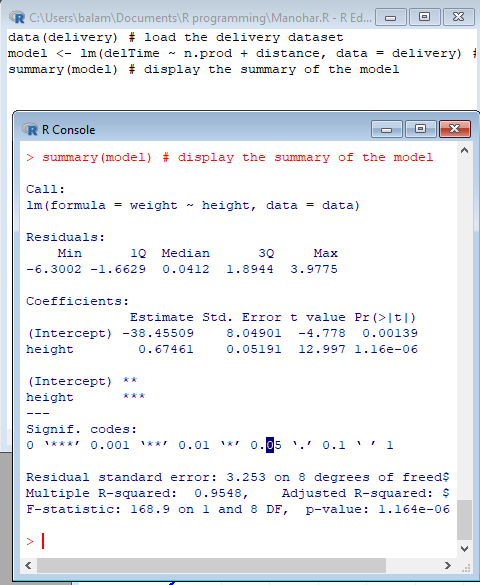 C:\Users\balam\Documents\R programming\Manohar.R - R Ed...
data(delivery) # load the delivery dataset
model <- lm(delTime ~ n.prod + distance, data = delivery) #
summary(model) # display the summary of the model
R Console
> summary(model) # display the summary of the model
Call:
lm(formula = weight ~ height, data = data)
Residuals:
    Min      1Q  Median      3Q     Max
-6.3002 -1.6629  0.0412  1.8944  3.9775
Coefficients:
             Estimate Std. Error t value Pr(>|t|)
(Intercept) -38.45509    8.04901  -4.778  0.00139
height        0.67461    0.05191  12.997 1.16e-06
(Intercept) **
height      ***
---
Signif. codes:
0 ‘***’ 0.001 ‘**’ 0.01 ‘*’ 0.05 ‘.’ 0.1 ‘ ’ 1
Residual standard error: 3.253 on 8 degrees of freed$
Multiple R-squared:  0.9548,    Adjusted R-squared: $
F-statistic: 168.9 on 1 and 8 DF,  p-value: 1.164e-06
>